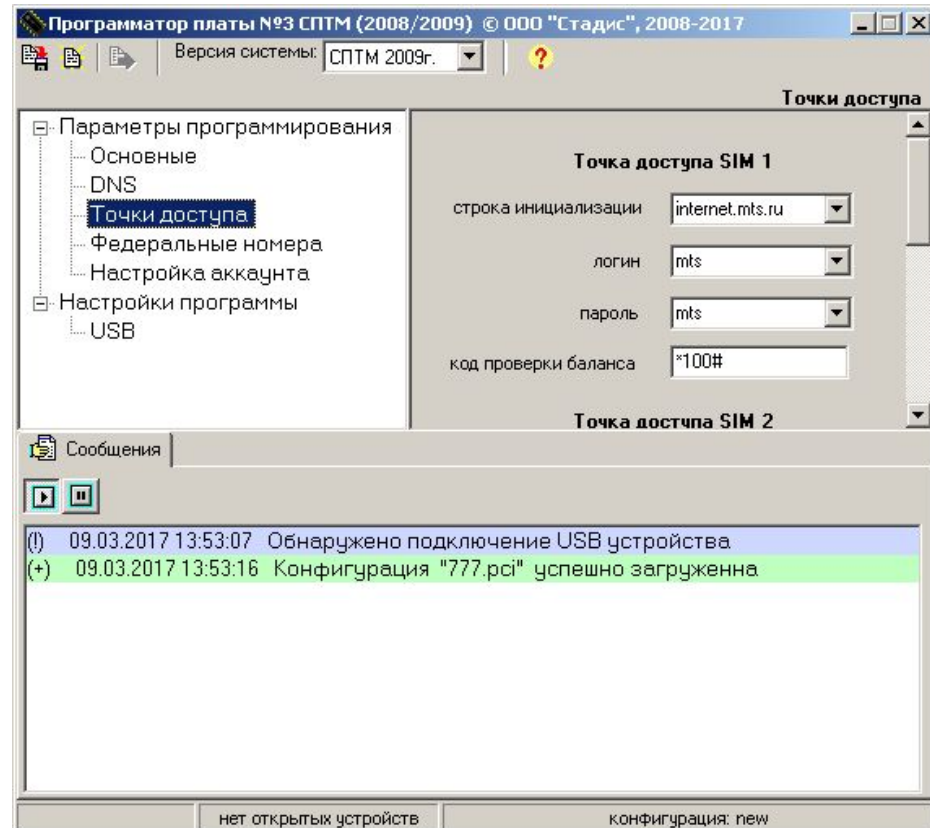 Программатор платы №3 СПТМ (2008/2009) © ООО "Стадис", 2008-2017
Версия системы: СПТМ 2009г. ?
Точки доступа
Параметры программирования
Основные
DNS
Точки доступа
Федеральные номера
Настройка аккаунта
Настройки программы
USB
Точка доступа SIM 1
строка инициализации internet.mts.ru
логин mts
пароль mts
код проверки баланса *100#
Точка доступа SIM 2
Сообщения
(!) 09.03.2017 13:53:07 Обнаружено подключение USB устройства
(+) 09.03.2017 13:53:16 Конфигурация "777.pci" успешно загруженна
нет открытых устройств конфигурация: new